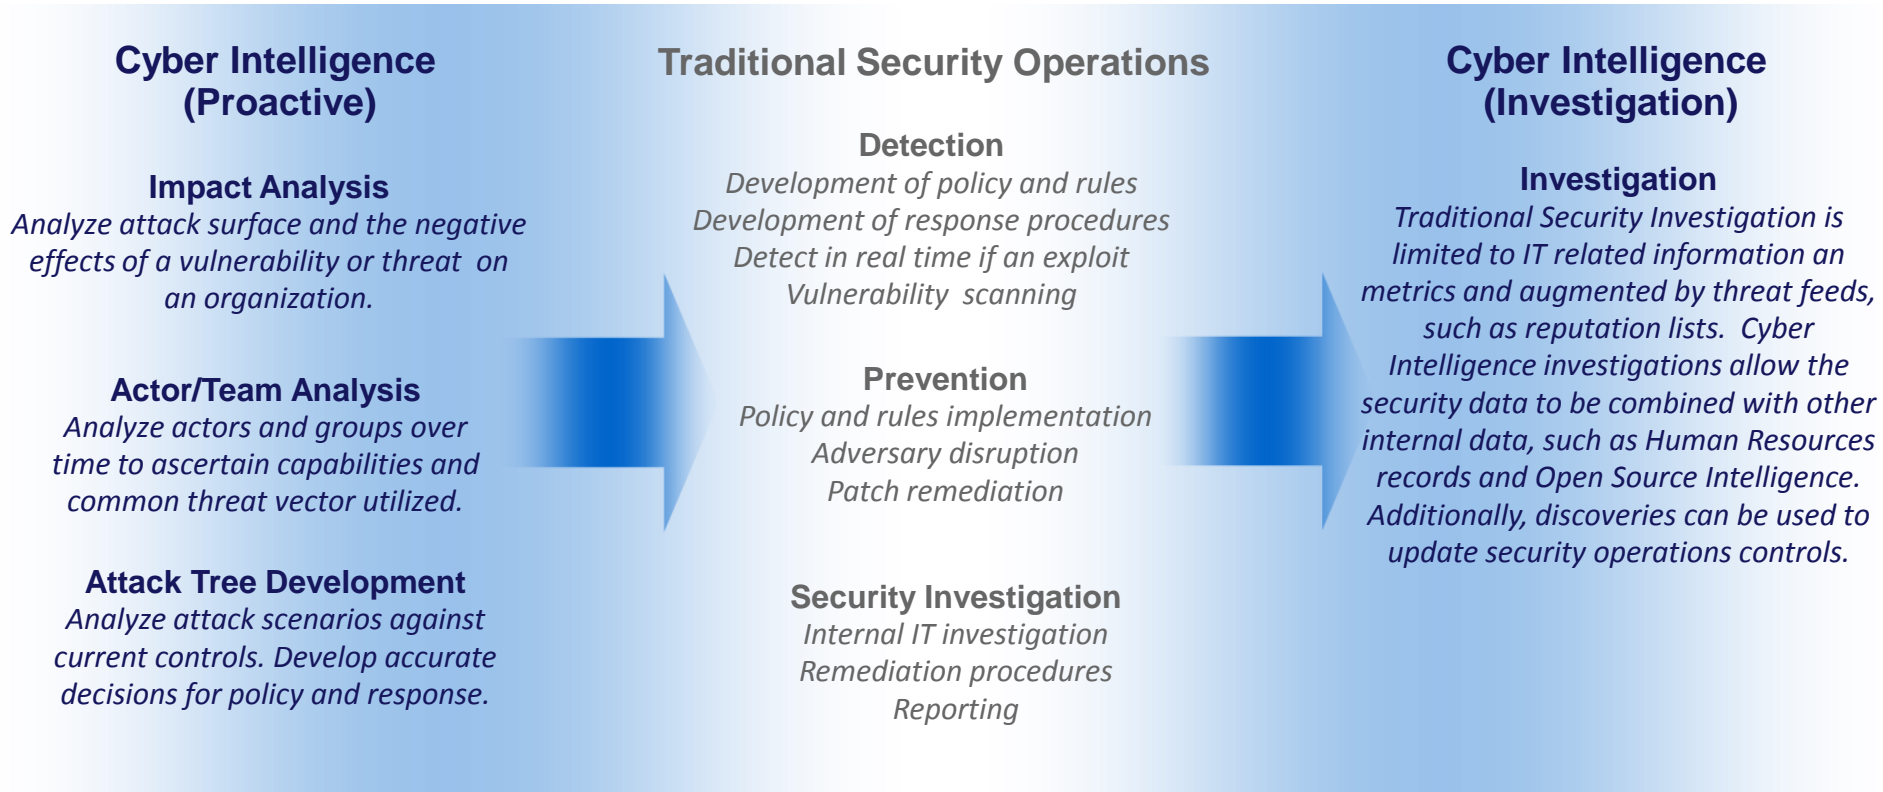 Cyber Intelligence
(Proactive)
Impact Analysis
Analyze attack surface and the negative
effects of a vulnerability or threat on
an organization.
Actor/Team Analysis
Analyze actors and groups over
time to ascertain capabilities and
common threat vector utilized.
Attack Tree Development
Analyze attack scenarios against
current controls. Develop accurate
decisions for policy and response.
Traditional Security Operations
Detection
Development of policy and rules
Development of response procedures
Detect in real time if an exploit
Vulnerability scanning
Prevention
Policy and rules implementation
Adversary disruption
Patch remediation
Security Investigation
Internal IT investigation
Remediation procedures
Reporting
Cyber Intelligence
(Investigation)
Investigation
Traditional Security Investigation is
limited to IT related information an
metrics and augmented by threat feeds,
such as reputation lists. Cyber
Intelligence investigations allow the
security data to be combined with other
internal data, such as Human Resources
records and Open Source Intelligence.
Additionally, discoveries can be used to
update security operations controls.